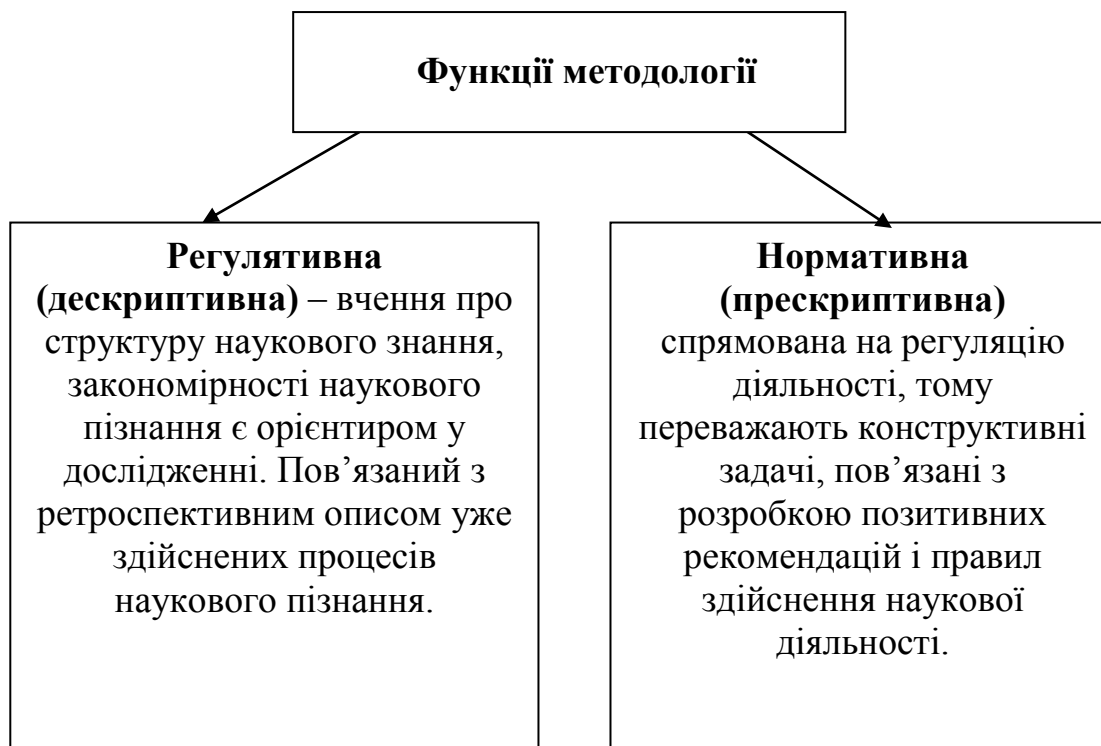 Функції методології
Регулятивна
(дескриптивна) – вчення про
структуру наукового знання,
закономірності наукового
пізнання є орієнтиром у
дослідженні. Пов’язаний з
ретроспективним описом уже
здійснених процесів
наукового пізнання.
Нормативна
(прескриптивна)
спрямована на регуляцію
діяльності, тому
переважають конструктивні
задачі, пов’язані з
розробкою позитивних
рекомендацій і правил
здійснення наукової
діяльності.